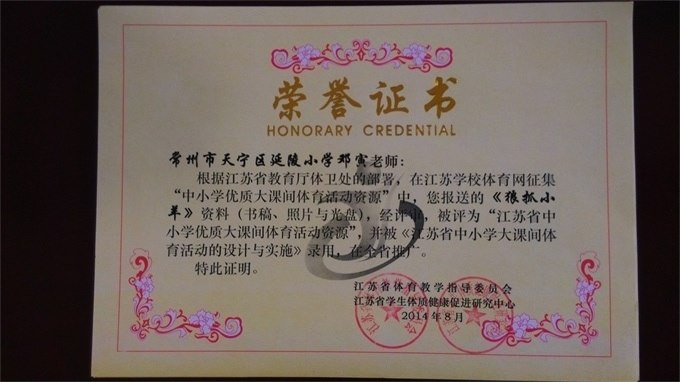 荣誉证书
HONORARY CREDENTIAL
常州市天宁区延陵小学邓寅老师：
根据江苏省教育厅体卫处的部署，在江苏学校体育网征集
“中小学优质大课间体育活动资源”中，您报送的《狼抓小
羊》资料（书稿、照片与光盘），经评审，被评为“江苏省中
小学优质大课间体育活动资源”，并被《江苏省中小学大课间体
育活动的设计与实施》录用，在全省推广。
特此证明。
江苏省体育教学指导委员会
江苏省学生体质健康促进研究中心
2014年8月